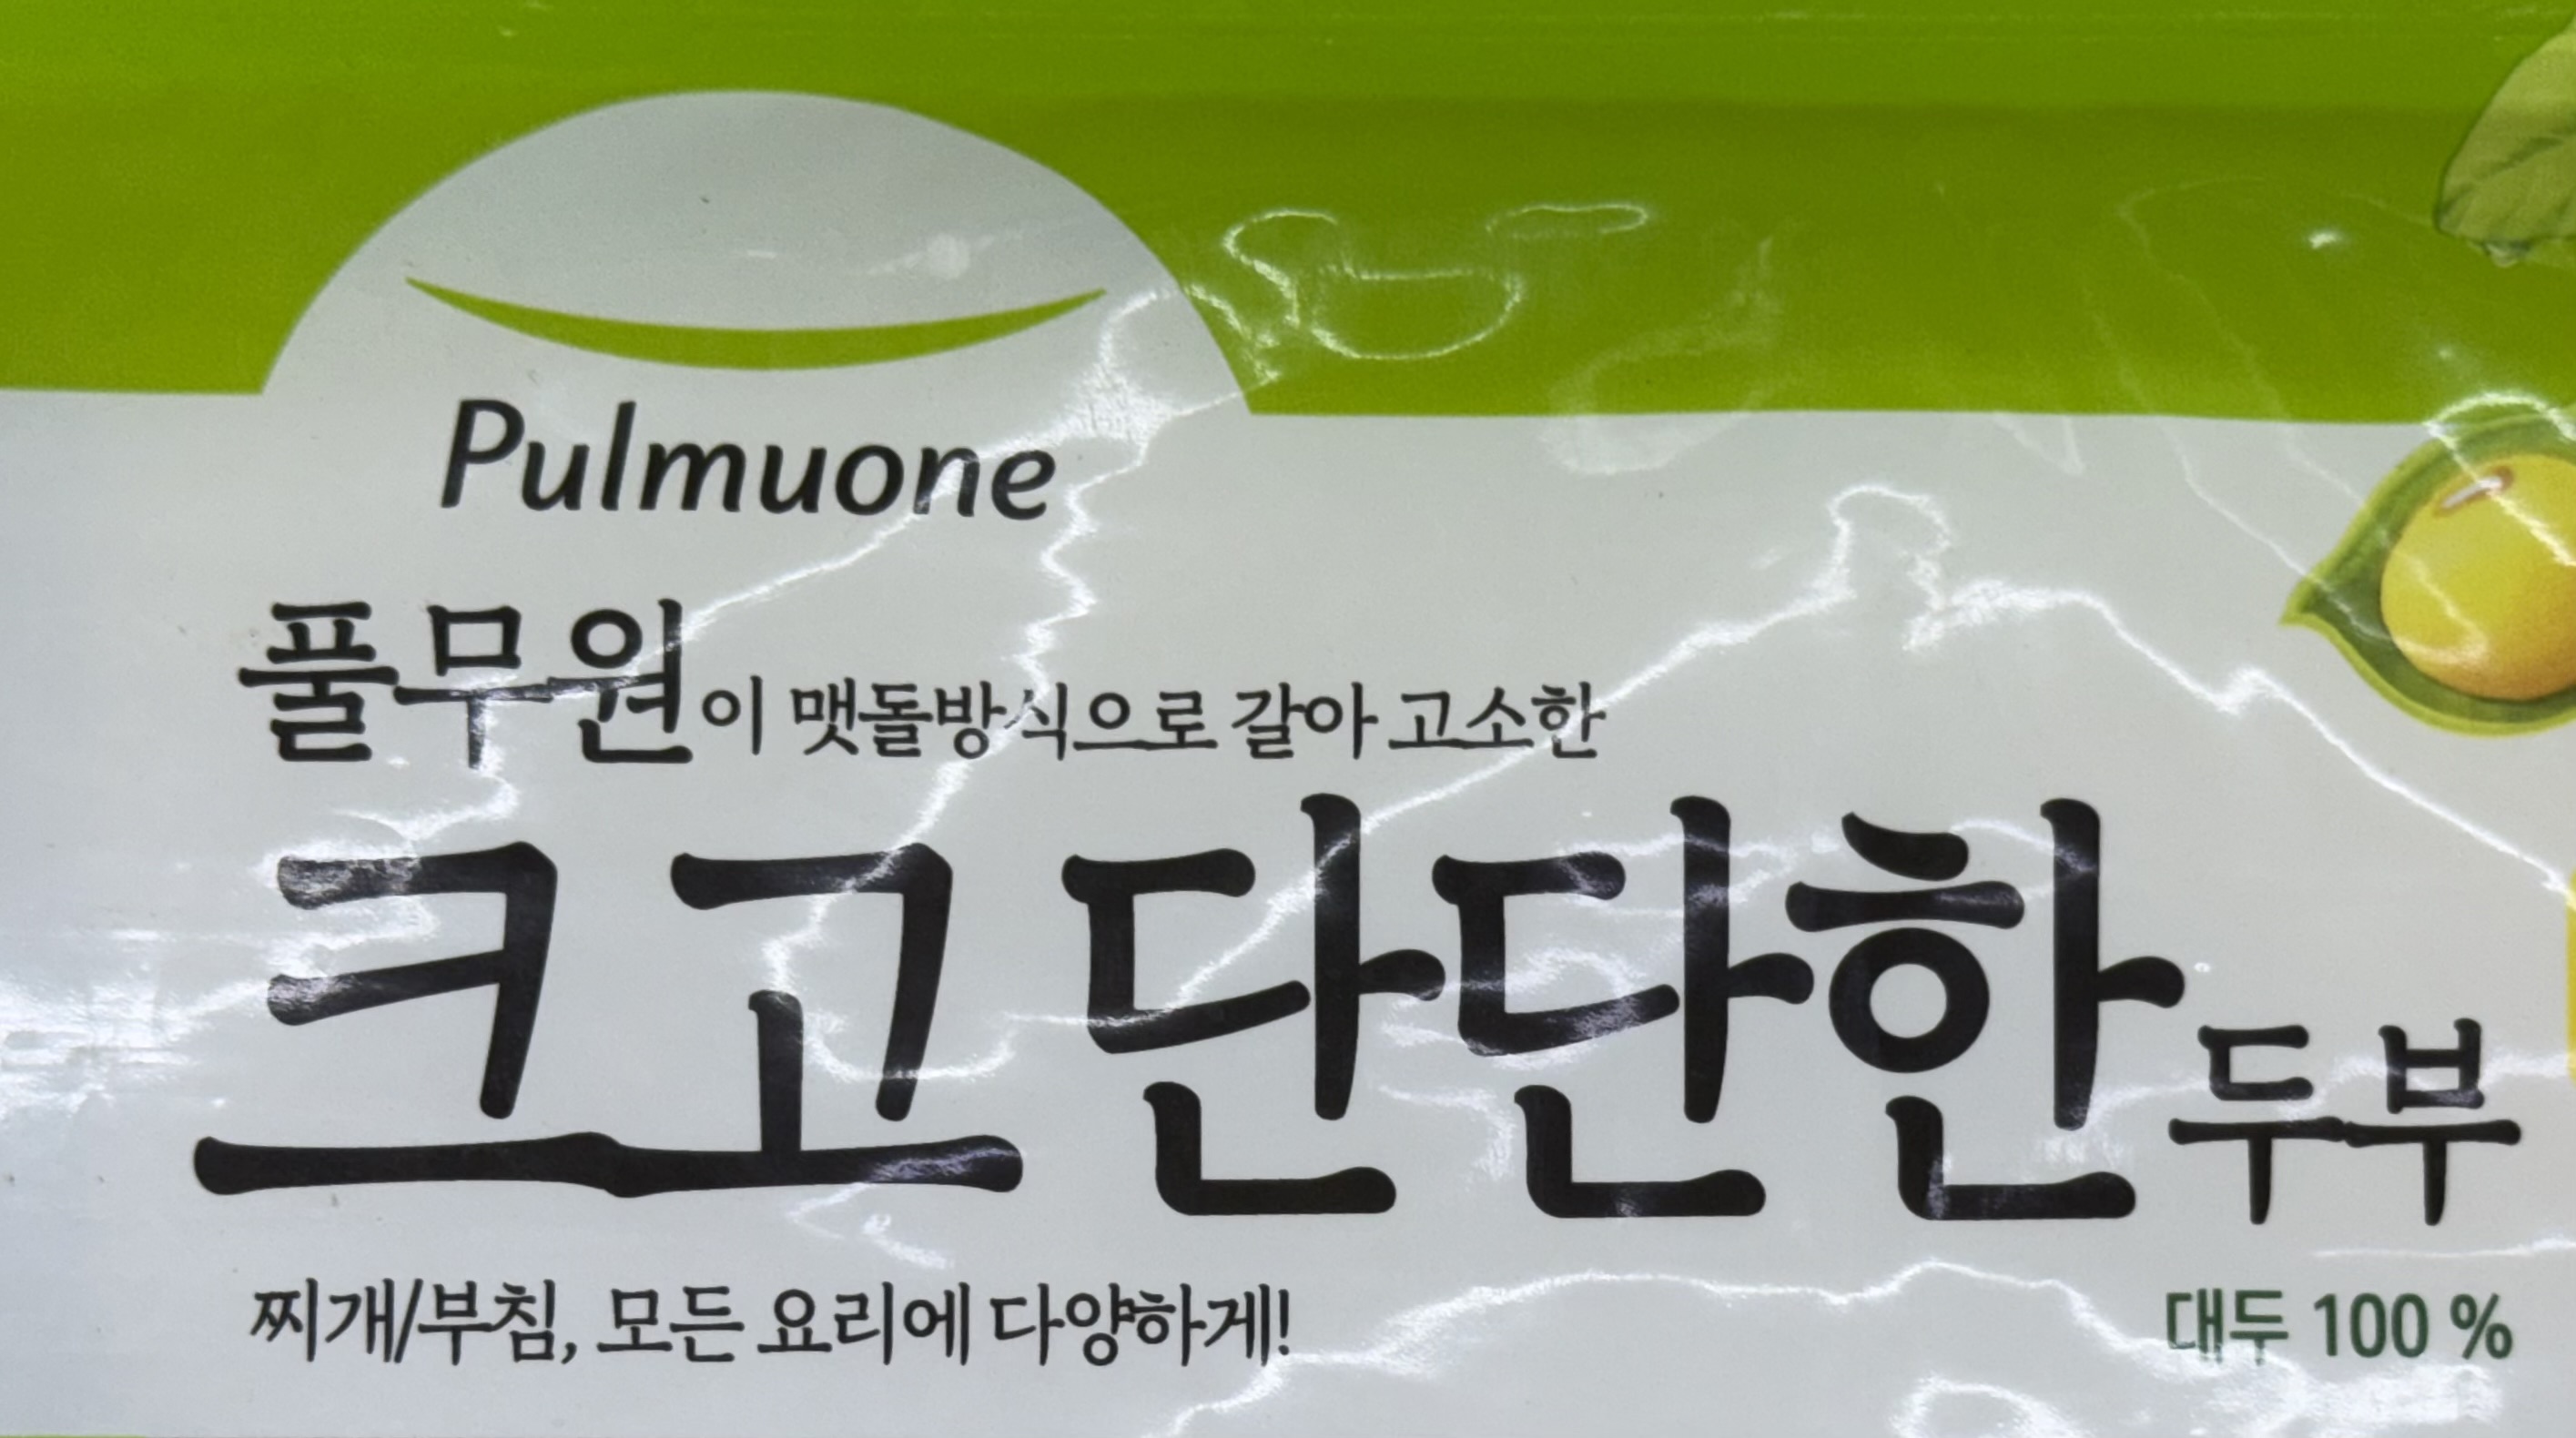 Pulmuone
풀무원이 맷돌방식으로 갈아 고소한
크고 단단한 두부
찌개/부침, 모든 요리에 다양하게!
대두 100 %